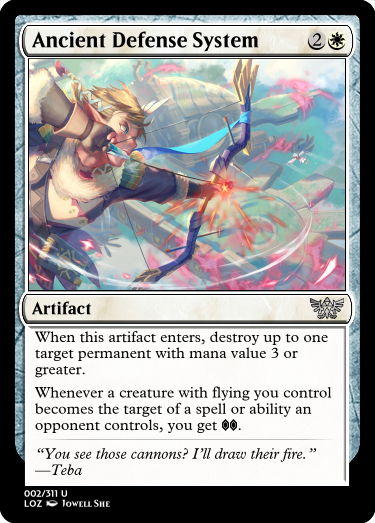 Ancient Defense System 2
Artifact
When this artifact enters, destroy up to one
target permanent with mana value 3 or
greater.
Whenever a creature with flying you control
becomes the target of a spell or ability an
opponent controls, you get .
“You see those cannons? I’ll draw their fire.”
—Teba
002/311 U
LOZ Jowell She